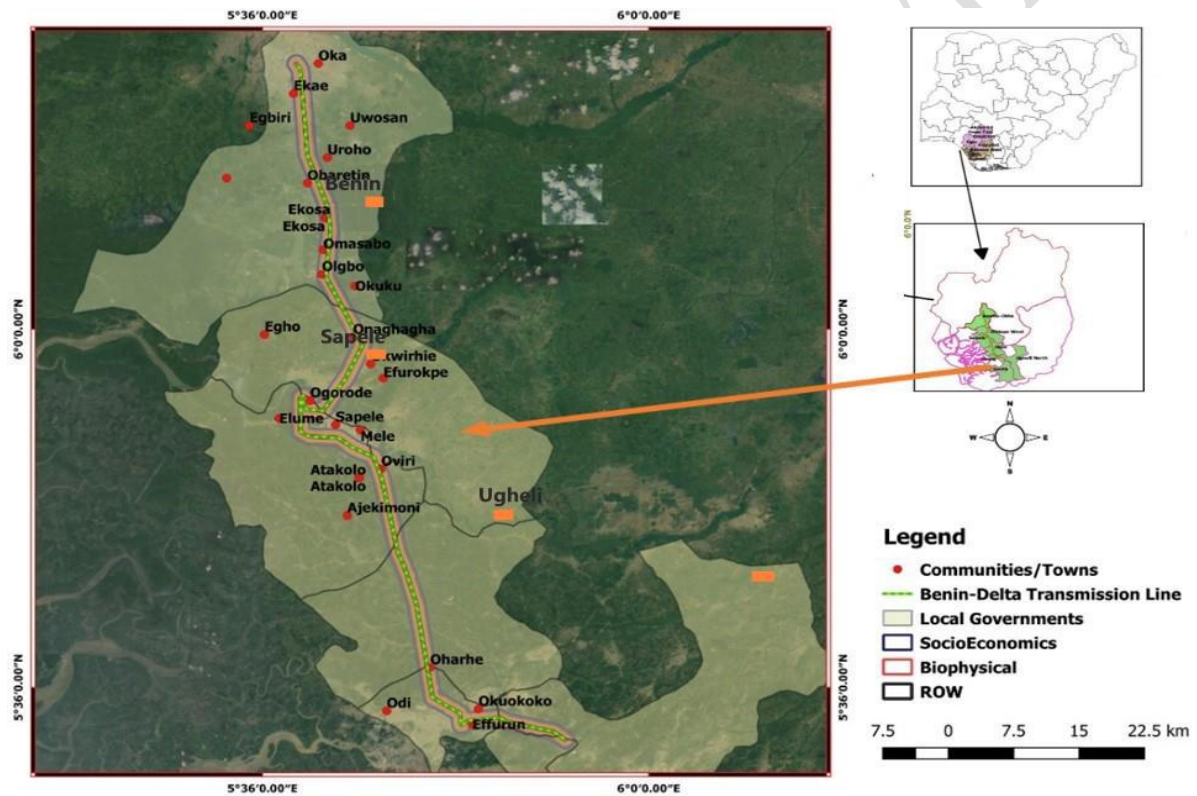 5°36'0.00"E
6°0'0.00"E
Oka
Ekae
Egbiri
Uwosan
Uroho
Obaretin
Benin
Ekosa
Ekosa
Omasabo
Olgbo
Okuku
6°0'0.00"N
Egho
Onaghagha
Sapele
6°0'0.00"N
Efurokpe
Ogorode
Elume
Sapele
Mele
Oviri
Atakolo
Atakolo
Ajekimoni
Ugheli
Oharhe
5°36'0.00"N
Odi
Okuokoko
Effurun
5°36'0.00"N
5°36'0.00"E
6°0'0.00"E
6°0.0'N
N
W
E
S
Legend
Communities/Towns
Benin-Delta Transmission Line
Local Governments
SocioEconomics
Biophysical
ROW
7.5 0 7.5 15 22.5 km